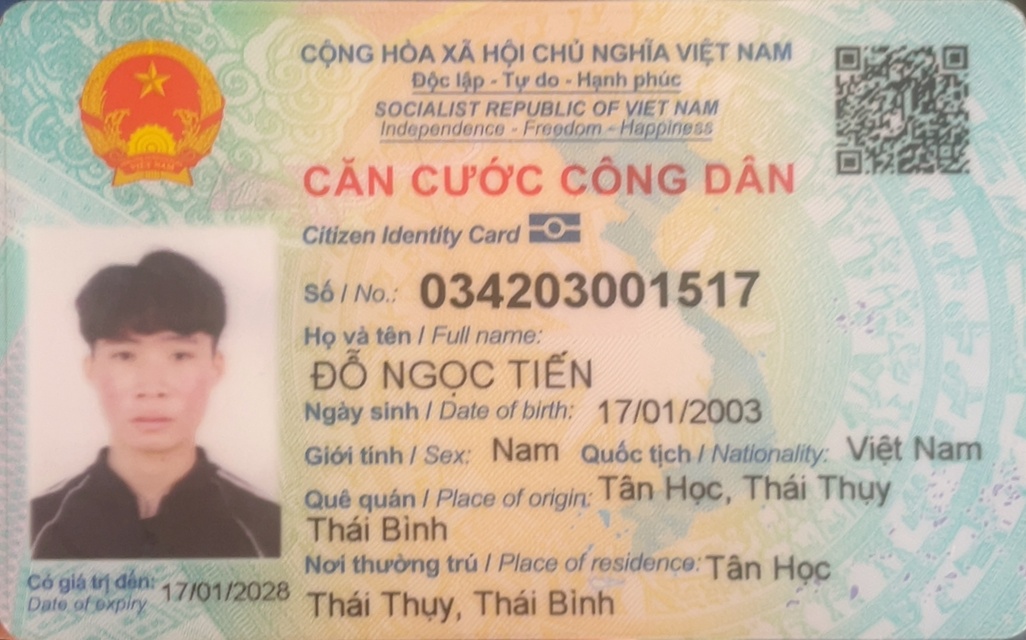 CỘNG HÒA XÃ HỘI CHỦ NGHĨA VIỆT NAM
Độc lập - Tự do - Hạnh phúc
SOCIALIST REPUBLIC OF VIET NAM
Independence - Freedom - Happiness
CĂN CƯỚC CÔNG DÂN
Citizen Identity Card
Số / No.: 034203001517
Họ và tên / Full name:
ĐỖ NGỌC TIẾN
Ngày sinh / Date of birth: 17/01/2003
Giới tính / Sex: Nam Quốc tịch / Nationality: Việt Nam
Quê quán / Place of origin: Tân Học, Thái Thụy
Thái Bình
Nơi thường trú / Place of residence: Tân Học
Thái Thụy, Thái Bình
Có giá trị đến: 17/01/2028
Date of expiry
VIỆT NAM